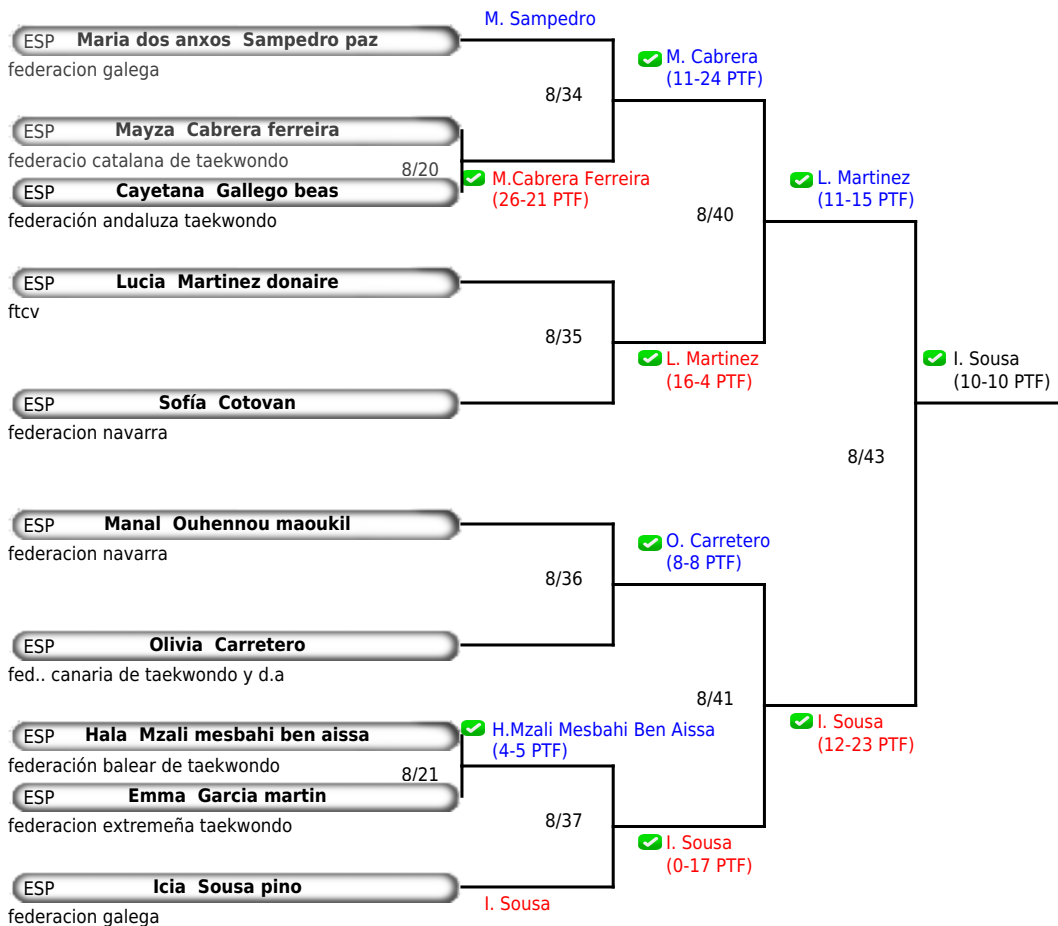 M. Sampedro
ESP Maria dos anxos Sampedro paz
federacion galega
M. Cabrera
(11-24 PTF)
8/34
ESP Mayza Cabrera ferreira
federacio catalana de taekwondo
8/20
M.Cabrera Ferreira
(26-21 PTF)
ESP Cayetana Gallego beas
federación andaluza taekwondo
L. Martinez
(11-15 PTF)
8/40
ESP Lucia Martinez donaire
ftcv
8/35
L. Martinez
(16-4 PTF)
I. Sousa
(10-10 PTF)
ESP Sofía Cotovan
federacion navarra
8/43
ESP Manal Ouhennou maoukil
federacion navarra
O. Carretero
(8-8 PTF)
8/36
ESP Olivia Carretero
fed.. canaria de taekwondo y d.a
8/41
I. Sousa
(12-23 PTF)
ESP Hala Mzali mesbahi ben aissa
federación balear de taekwondo
H.Mzali Mesbahi Ben Aissa
(4-5 PTF)
8/21
ESP Emma Garcia martin
federacion extremeña taekwondo
8/37
I. Sousa
(0-17 PTF)
ESP Icia Sousa pino
federacion galega
I. Sousa